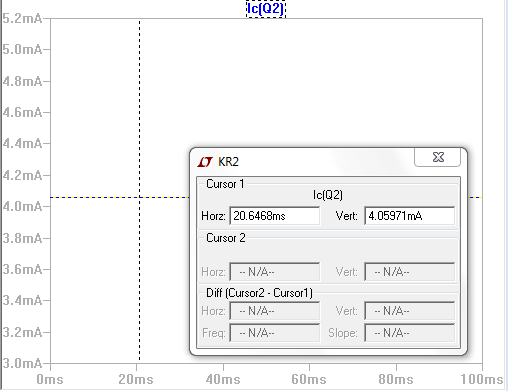 Ic(Q2)
5.2mA
5.0mA
4.8mA
4.6mA
4.4mA
4.2mA
4.0mA
3.8mA
3.6mA
3.4mA
3.2mA
3.0mA
0ms 20ms 40ms 60ms 80ms 100ms
KR2
Cursor 1
Ic(Q2)
Horz: 20.6468ms Vert: 4.05971mA
Cursor 2
Horz: -- N/A-- Vert: -- N/A--
Diff (Cursor2 - Cursor1)
Horz: -- N/A-- Vert: -- N/A--
Freq: -- N/A-- Slope: -- N/A--